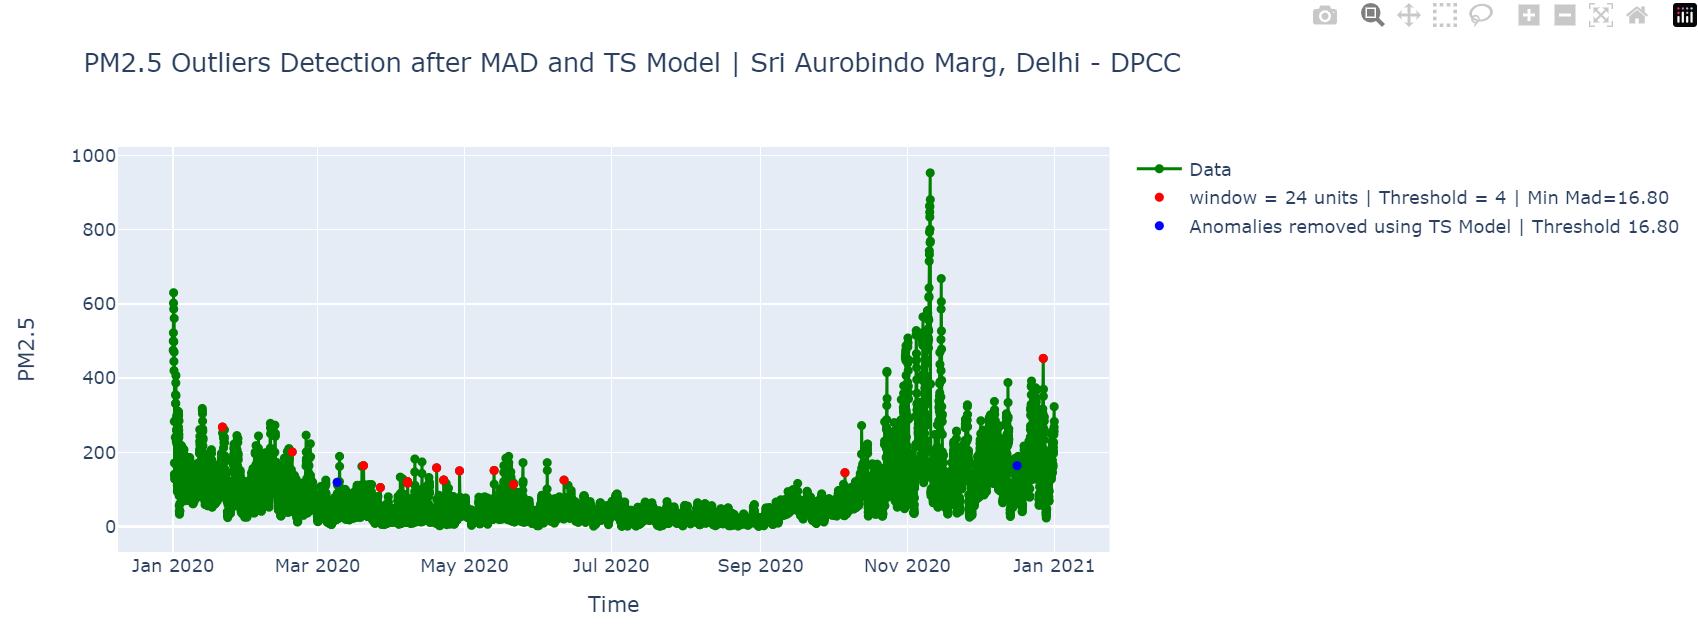 PM2.5 Outliers Detection after MAD and TS Model | Sri Aurobindo Marg, Delhi - DPCC
1000
800
600
400
200
0
PM2.5
Jan 2020
Mar 2020
May 2020
Jul 2020
Sep 2020
Nov 2020
Jan 2021
Time
Data
window = 24 units | Threshold = 4 | Min Mad=16.80
Anomalies removed using TS Model | Threshold 16.80